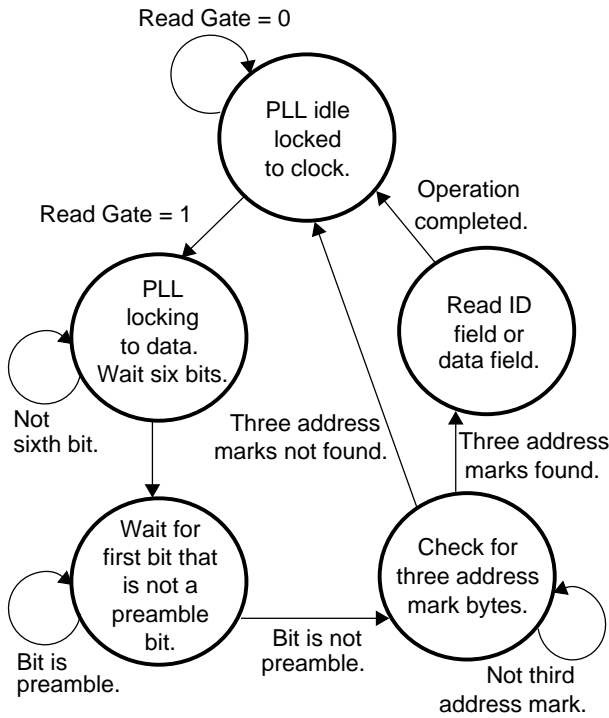 Read Gate = 0
PLL idle
locked
to clock.
Operation
completed.
Read Gate = 1
PLL
locking
to data.
Wait six bits.
Read ID
field or
data field.
Not
sixth bit.
Three address
marks not found.
Three address
marks found.
Wait for
first bit that
is not a
preamble
bit.
Check for
three address
mark bytes.
Bit is
preamble.
Bit is not
preamble.
Not third
address mark.